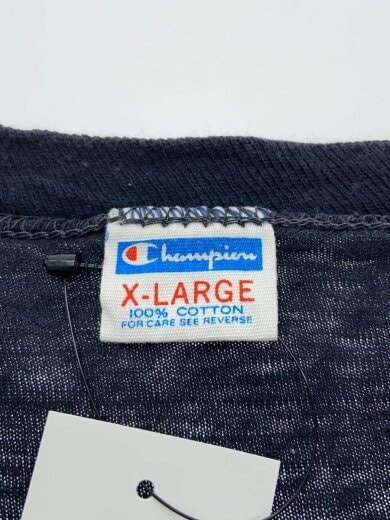 Champion
X-LARGE
100% COTTON
FOR CARE SEE REVERSE